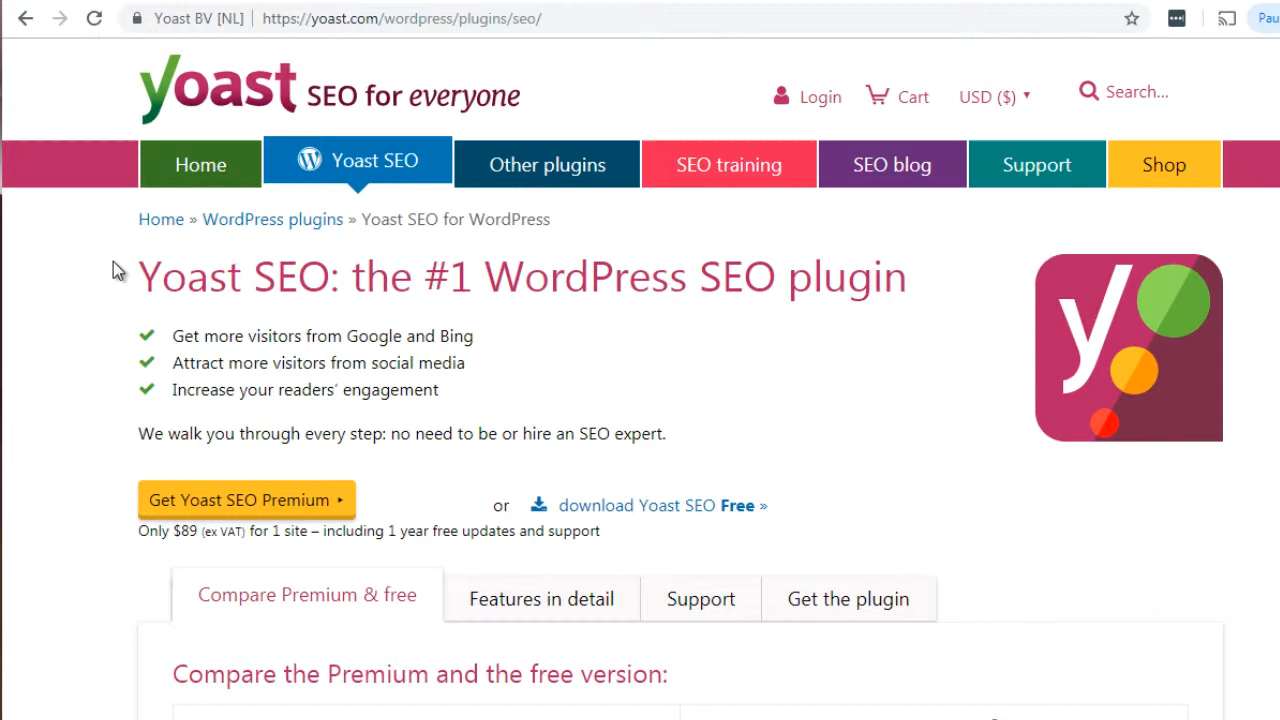 Yoast BV [NL] | https://yoast.com/wordpress/plugins/seo/
Pau
yoast SEO for everyone
Login Cart USD ($) Search...
Home Yoast SEO Other plugins SEO training SEO blog Support Shop
Home » WordPress plugins » Yoast SEO for WordPress
Yoast SEO: the #1 WordPress SEO plugin
Get more visitors from Google and Bing
Attract more visitors from social media
Increase your readers’ engagement
We walk you through every step: no need to be or hire an SEO expert.
Get Yoast SEO Premium ‣ or download Yoast SEO Free »
Only $89 (ex VAT) for 1 site – including 1 year free updates and support
Compare Premium & free Features in detail Support Get the plugin
Compare the Premium and the free version:
y